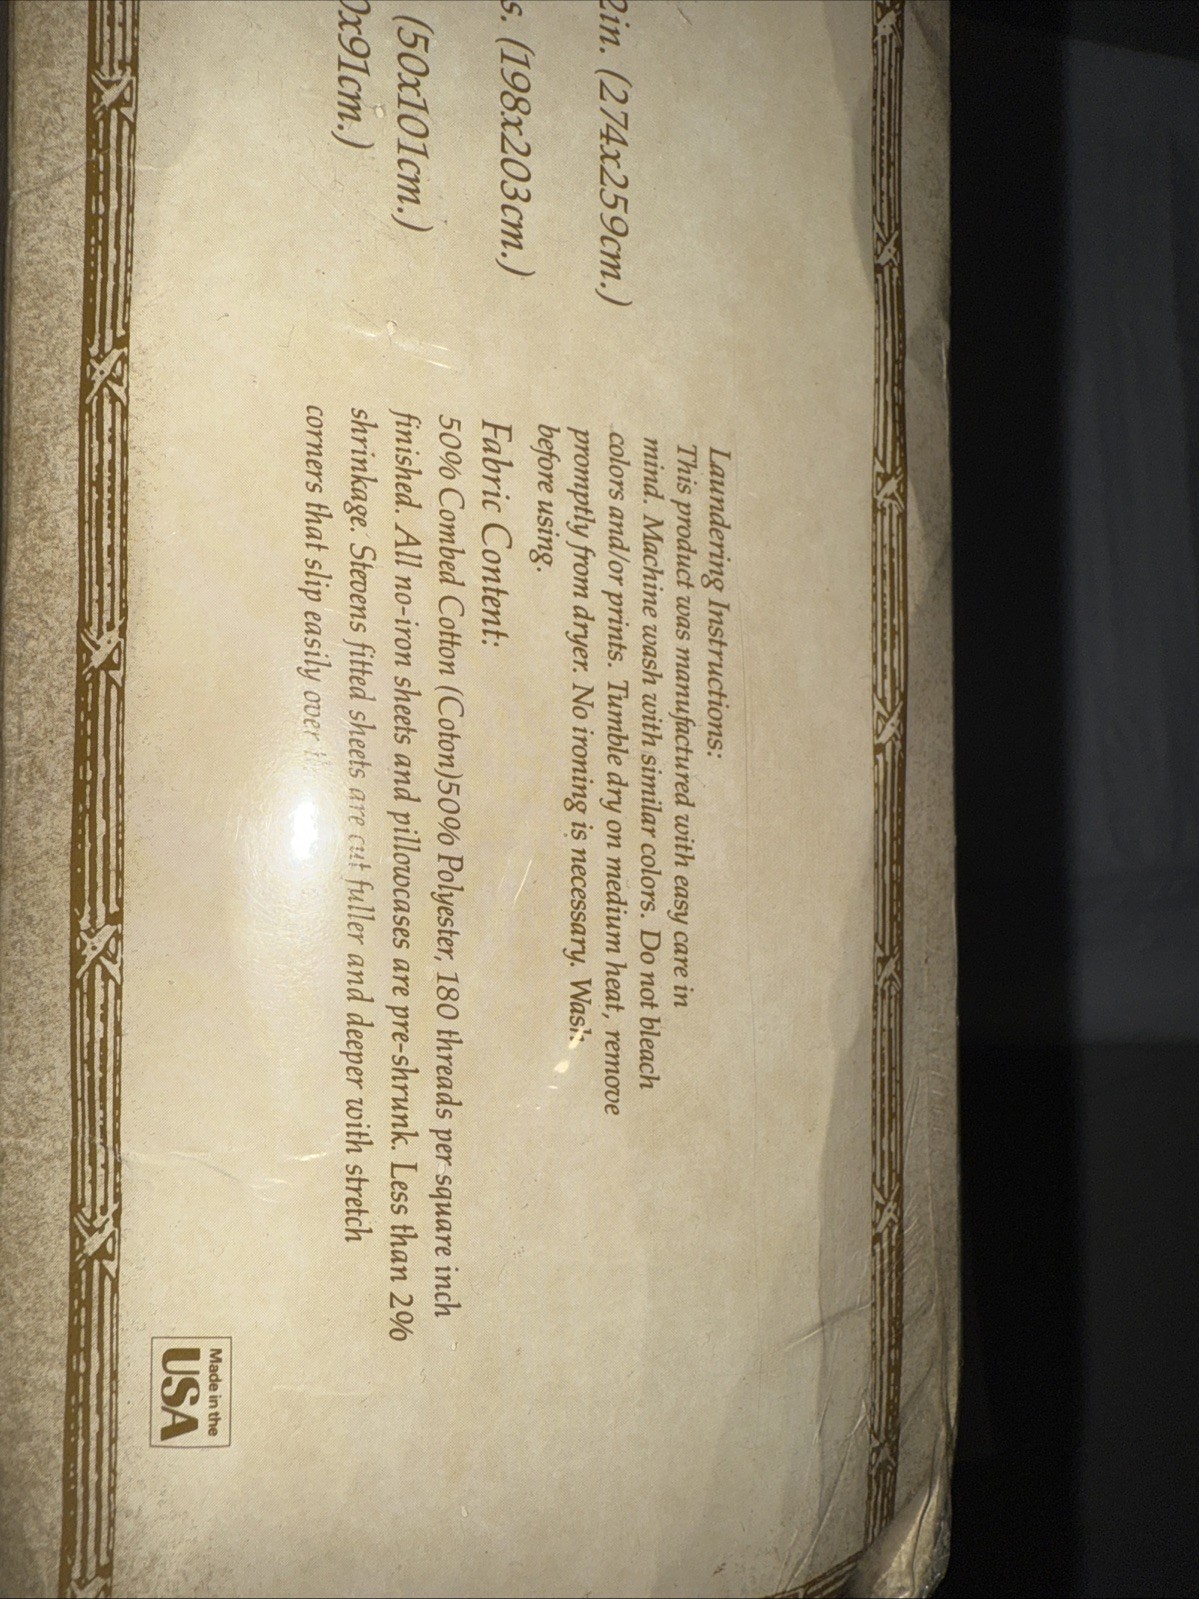 2in. (274x259cm.)
s. (198x203cm.)
(50x101cm.)
0x91cm.)
Laundering Instructions:
This product was manufactured with easy care in
mind. Machine wash with similar colors. Do not bleach
colors and/or prints. Tumble dry on medium heat, remove
promptly from dryer. No ironing is necessary. Wash
before using.
Fabric Content:
50% Combed Cotton (Coton)50% Polyester, 180 threads per square inch
finished. All no-iron sheets and pillowcases are pre-shrunk. Less than 2%
shrinkage. Stevens fitted sheets are cut fuller and deeper with stretch
corners that slip easily over
Made in the
USA